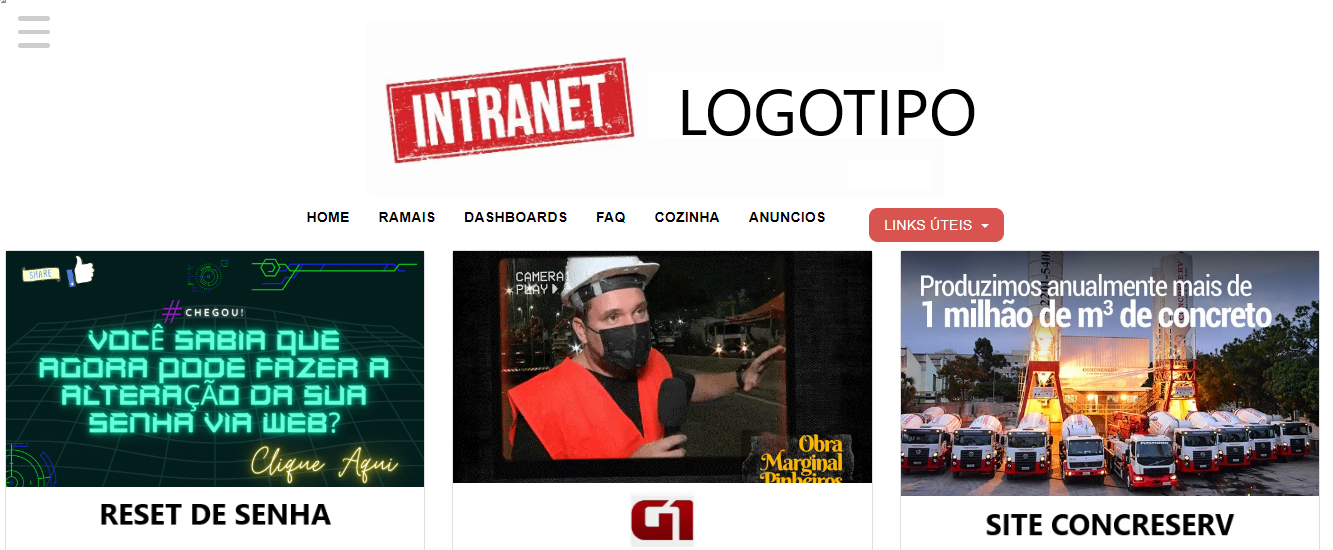 INTRANET
LOGOTIPO
HOME RAMAIS DASHBOARDS FAQ COZINHA ANUNCIOS LINKS ÚTEIS
SHARE
#CHEGOU!
VOCÊ SABIA QUE
AGORA PODE FAZER A
ALTERAÇÃO DA SUA
SENHA VIA WEB?
Clique Aqui
RESET DE SENHA
CAMERA1
PLAY
Obra
Marginal
Pinheiros
G1
Produzimos anualmente mais de
1 milhão de m³ de concreto
CONCRESERV
SITE CONCRESERV